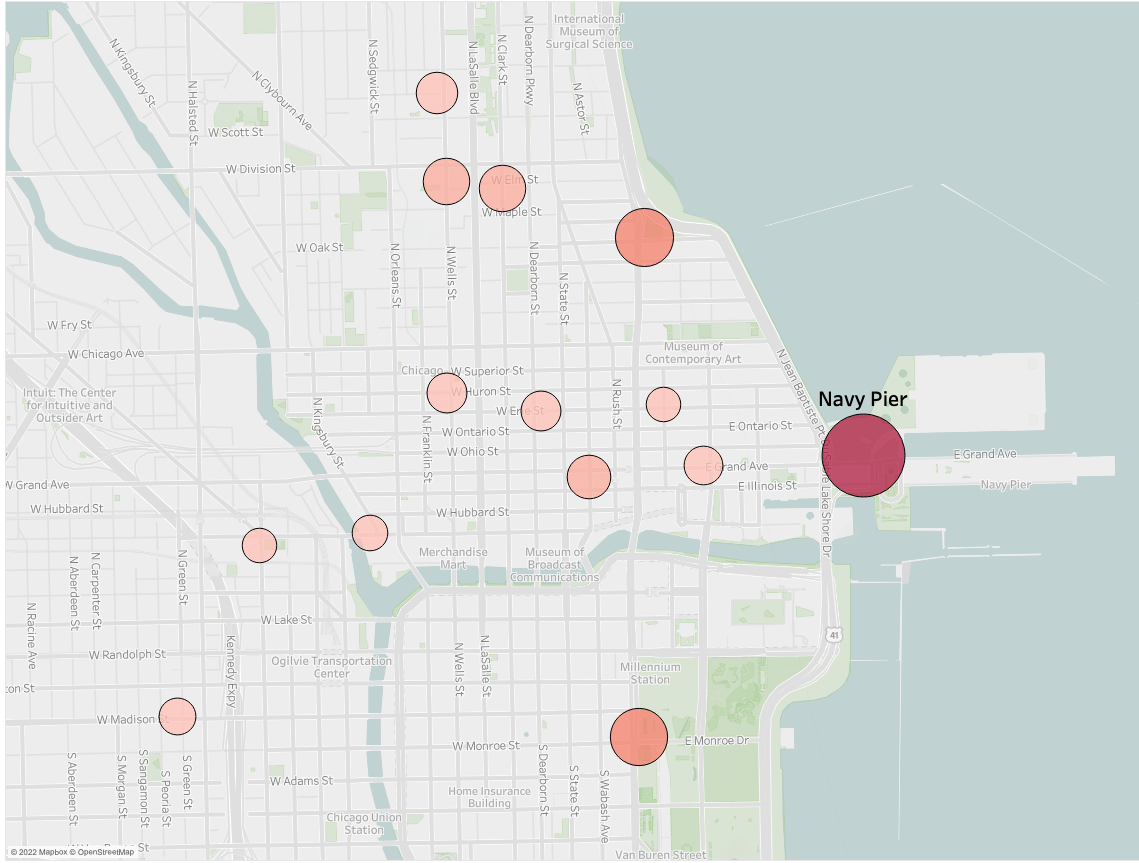 International
Museum of
Surgical Science
N Kingsbury St
N Halsted St
N Clybourn Ave
N Sedgwick St
N LaSalle Blvd
N Clark St
N Dearborn Pkwy
N Astor St
W Scott St
W Division St
W Elm St
W Maple St
W Oak St
N Orleans St
N Wells St
N Dearborn St
N State St
W Fry St
W Chicago Ave
Museum of
Contemporary Art
Chicago
W Superior St
Intuit: The Center
for Intuitive and
Outsider Art
W Huron St
W Erie St
N Rush St
Navy Pier
N Kingsbury St
N Franklin St
W Ontario St
E Ontario St
W Ohio St
E Grand Ave
E Grand Ave
W Grand Ave
E Illinois St
Navy Pier
W Hubbard St
W Hubbard St
Lake Shore Dr
Merchandise
Mart
Museum of
Broadcast
Communications
N Aberdeen St
N Carpenter St
N Green St
N Racine Ave
W Lake St
41
Kennedy Expy
W Randolph St
Ogilvie Transportation
Center
N Wells St
N LaSalle St
Millennium
Station
on St
W Madison St
W Monroe St
E Monroe Dr
S Aberdeen St
S Morgan St
S Sangamon St
S Peoria St
S Green St
W Adams St
S Dearborn St
S State St
S Wabash Ave
Home Insurance
Building
Chicago Union
Station
Van Buren Street
© 2022 Mapbox © OpenStreetMap